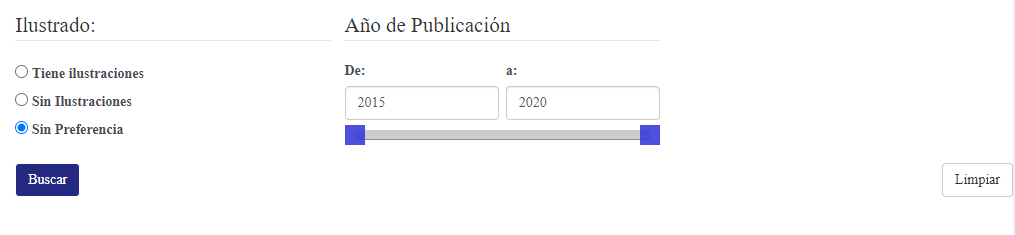 Ilustrado:
Tiene ilustraciones
Sin Ilustraciones
Sin Preferencia
Año de Publicación
De:
a:
2015
2020
Buscar
Limpiar